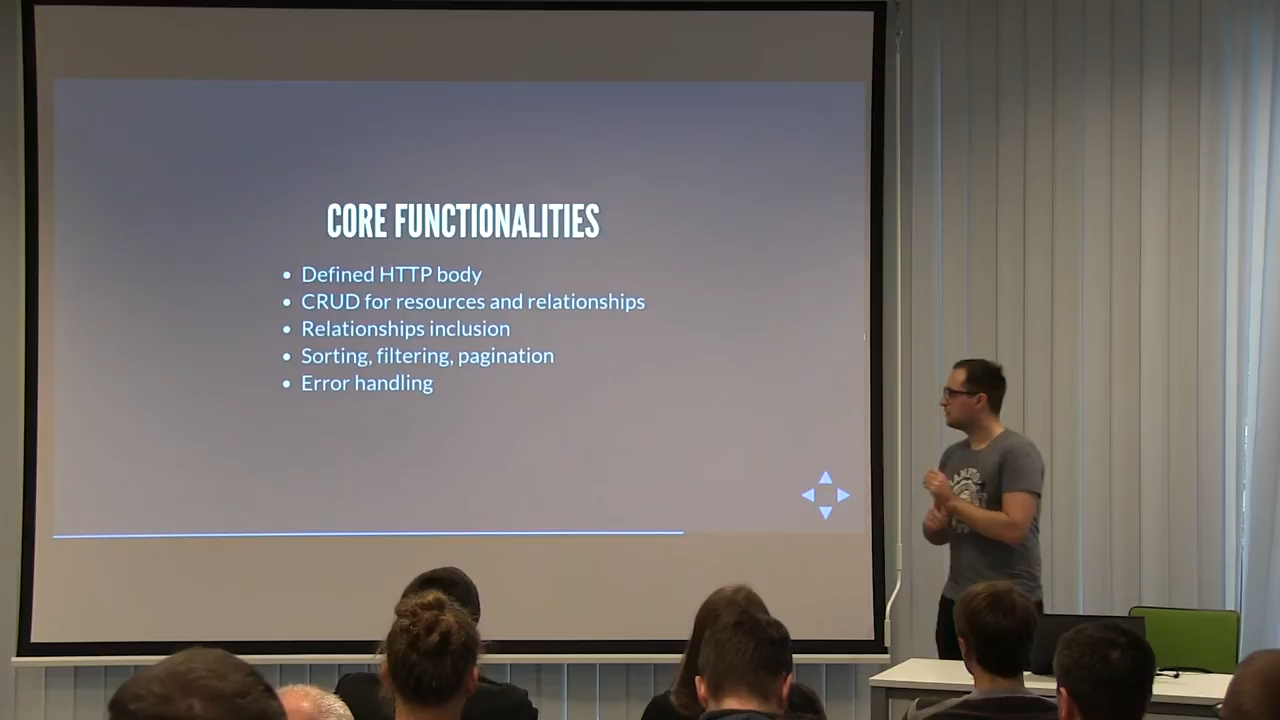 CORE FUNCTIONALITIES
• Defined HTTP body
• CRUD for resources and relationships
• Relationships inclusion
• Sorting, filtering, pagination
• Error handling